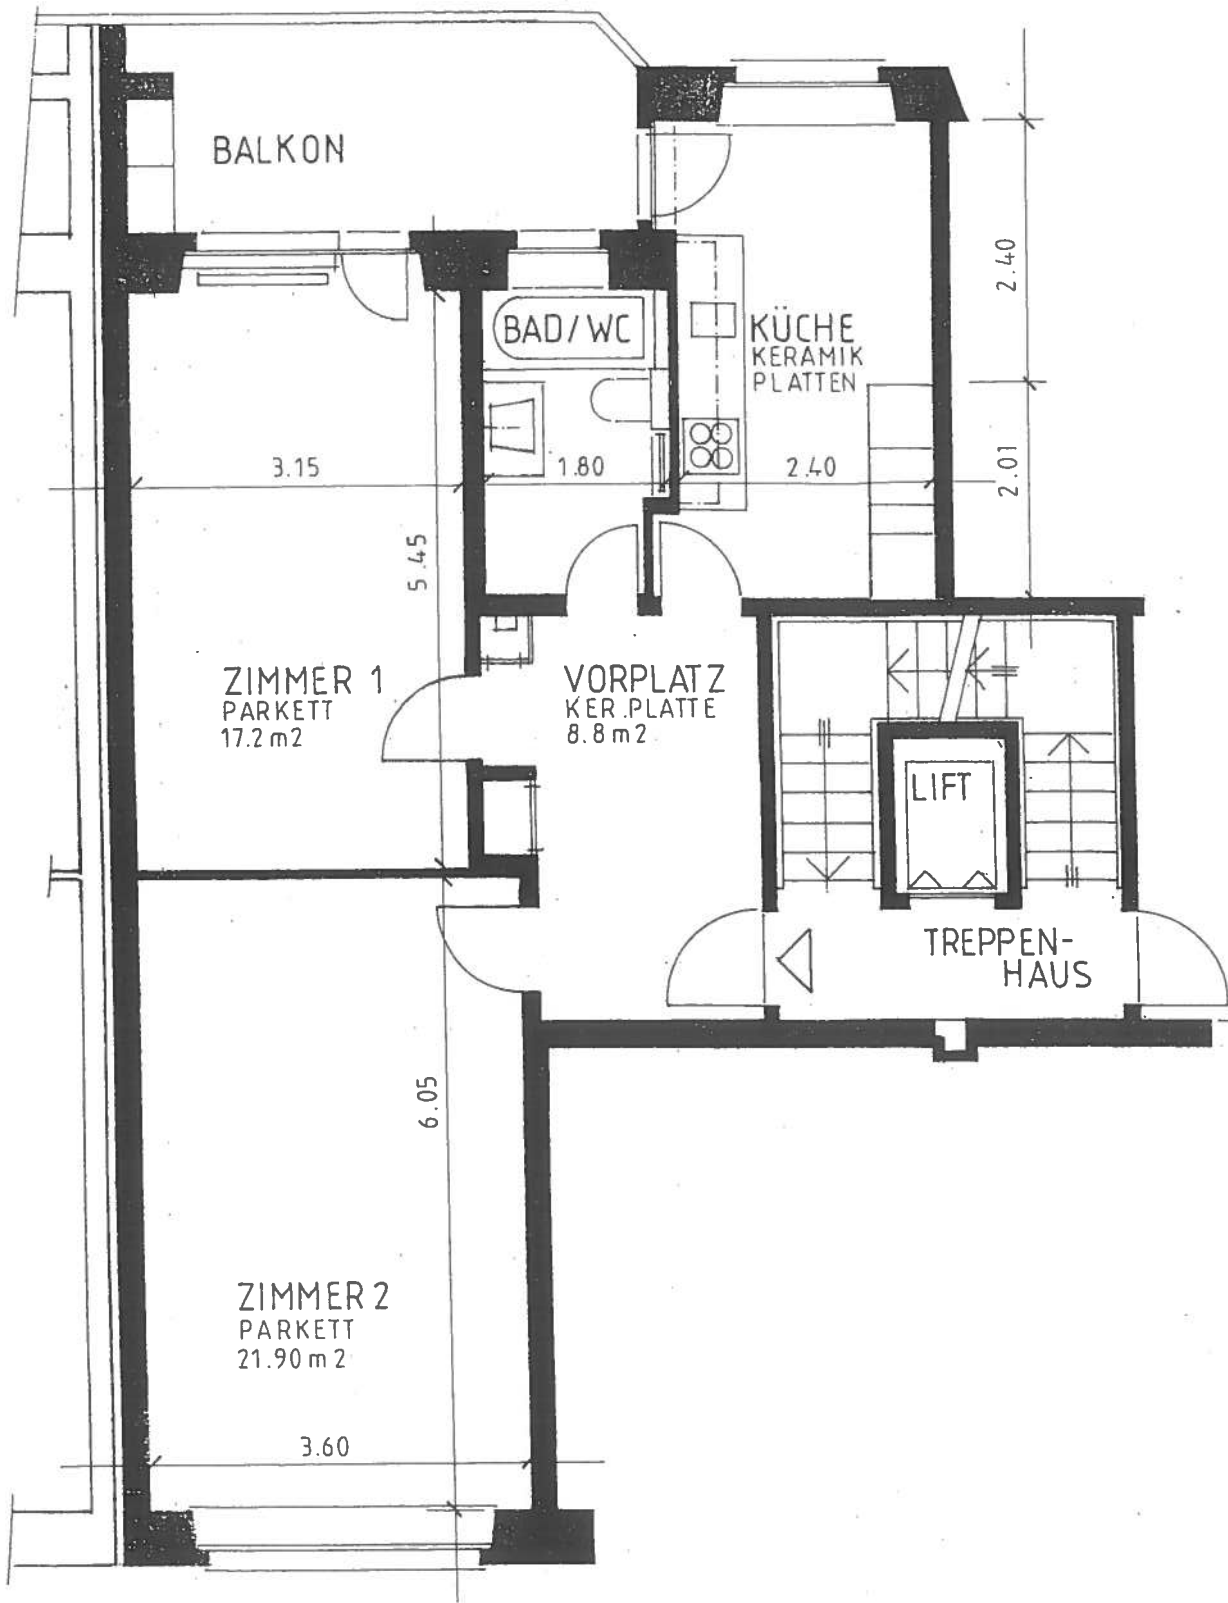 BALKON
2.40
BAD/WC
KÜCHE
KERAMIK
PLATTEN
3.15
1.80
2.40
2.01
5.45
ZIMMER 1
PARKETT
17.2 m2
VORPLATZ
KER.PLATTE
8.8 m2
LIFT
TREPPEN-
HAUS
6.05
ZIMMER 2
PARKETT
21.90 m2
3.60